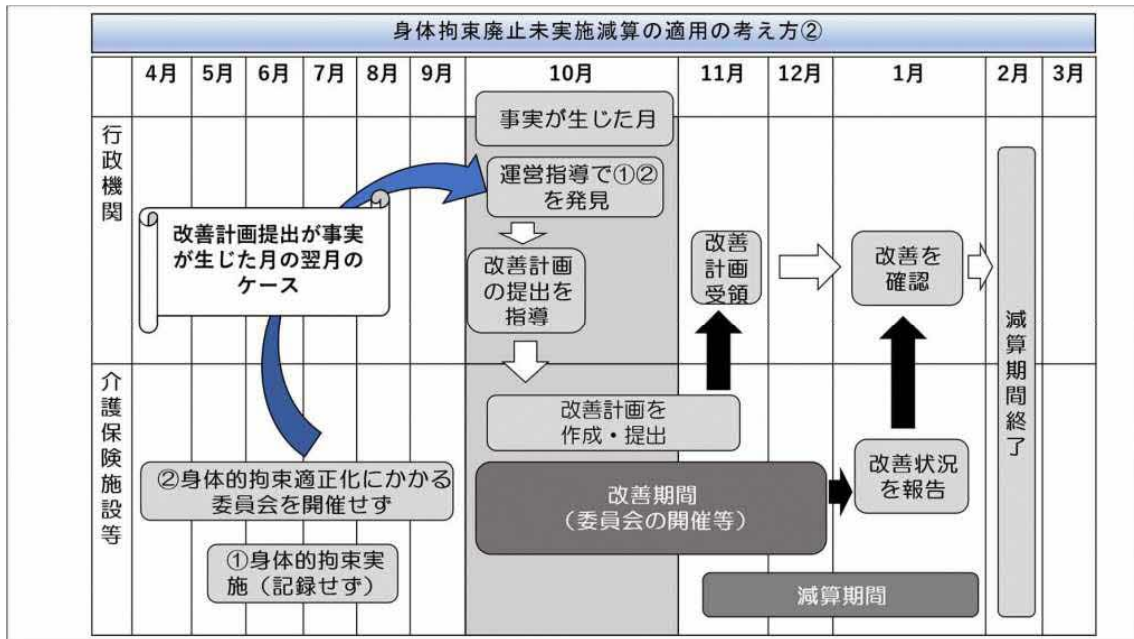 身体拘束廃止未実施減算の適用の考え方②
4月
5月
6月
7月
8月
9月
10月
11月
12月
1月
2月
3月
行政機関
事実が生じた月
運営指導で①②
を発見
改善計画提出が事実
が生じた月の翌月の
ケース
改善計画
の提出を
指導
改善
計画
受領
改善を
確認
減算期間終了
介護保険施設等
改善計画を
作成・提出
②身体的拘束適正化にかかる
委員会を開催せず
改善期間
（委員会の開催等）
改善状況
を報告
①身体的拘束実
施（記録せず）
減算期間